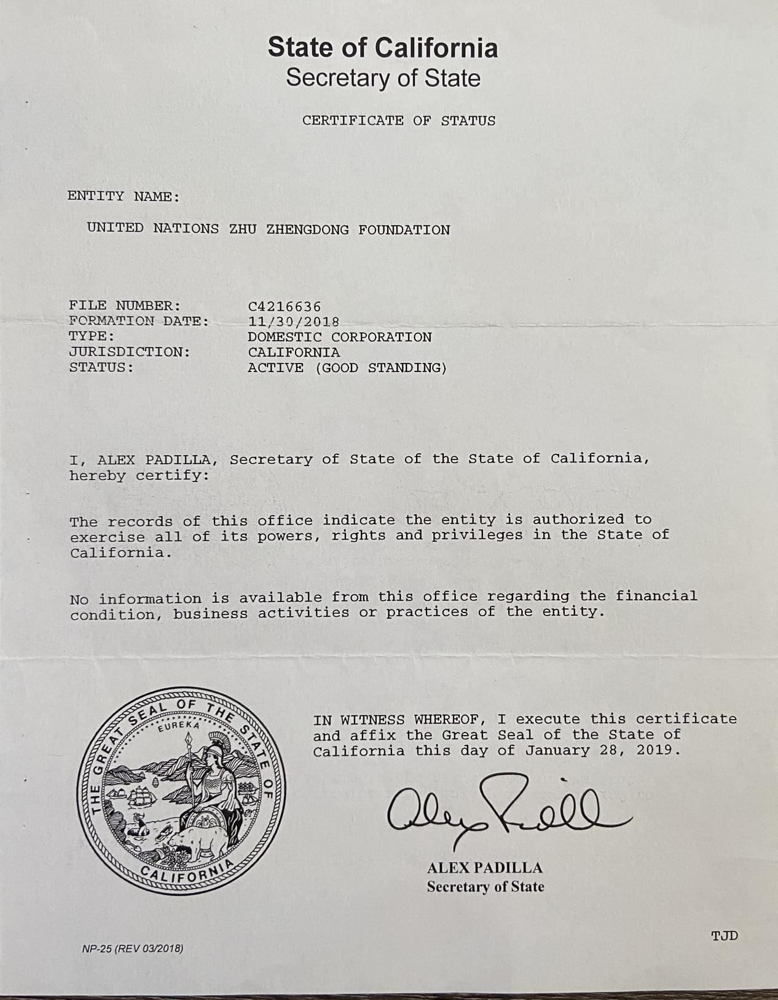 State of California
Secretary of State
CERTIFICATE OF STATUS
ENTITY NAME:
UNITED NATIONS ZHU ZHENGDONG FOUNDATION
FILE NUMBER: C4216636
FORMATION DATE: 11/30/2018
TYPE: DOMESTIC CORPORATION
JURISDICTION: CALIFORNIA
STATUS: ACTIVE (GOOD STANDING)
I, ALEX PADILLA, Secretary of State of the State of California,
hereby certify:
The records of this office indicate the entity is authorized to
exercise all of its powers, rights and privileges in the State of
California.
No information is available from this office regarding the financial
condition, business activities or practices of the entity.
THE GREAT SEAL OF THE STATE OF
EUREKA
CALIFORNIA
IN WITNESS WHEREOF, I execute this certificate
and affix the Great Seal of the State of
California this day of January 28, 2019.
Alex Padilla
ALEX PADILLA
Secretary of State
TJD
NP-25 (REV 03/2018)